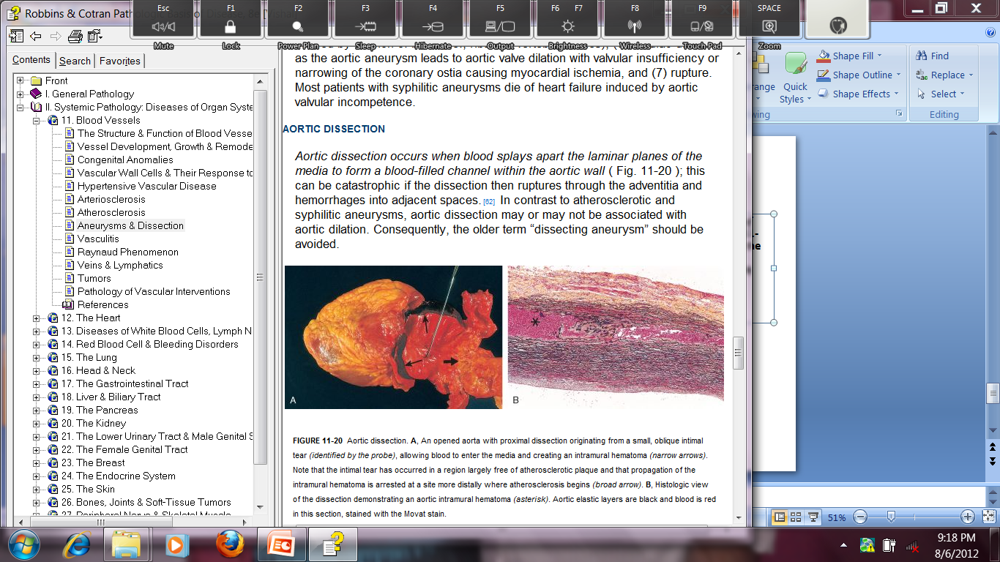 Robbins & Cotran Pathologic Basis of Disease, 8e
Esc
F1
F2
F3
F4
F5
F6 F7
F8
F9
SPACE
Mute
Lock
Power Plan
Sleep
Hibernate
Output
Brightness
Wireless
Touch Pad
Zoom
Contents
Search
Favorites
Front
I. General Pathology
II. Systemic Pathology: Diseases of Organ Syste
11. Blood Vessels
The Structure & Function of Blood Vesse
Vessel Development, Growth & Remode
Congenital Anomalies
Vascular Wall Cells & Their Response to
Hypertensive Vascular Disease
Arteriosclerosis
Atherosclerosis
Aneurysms & Dissection
Vasculitis
Raynaud Phenomenon
Veins & Lymphatics
Tumors
Pathology of Vascular Interventions
References
12. The Heart
13. Diseases of White Blood Cells, Lymph N
14. Red Blood Cell & Bleeding Disorders
15. The Lung
16. Head & Neck
17. The Gastrointestinal Tract
18. Liver & Biliary Tract
19. The Pancreas
20. The Kidney
21. The Lower Urinary Tract & Male Genital S
22. The Female Genital Tract
23. The Breast
24. The Endocrine System
25. The Skin
26. Bones, Joints & Soft-Tissue Tumors
27. Peripheral Nerve & Skeletal Muscle
as the aortic aneurysm leads to aortic valve dilation with valvular insufficiency or
narrowing of the coronary ostia causing myocardial ischemia, and (7) rupture.
Most patients with syphilitic aneurysms die of heart failure induced by aortic
valvular incompetence.
AORTIC DISSECTION
Aortic dissection occurs when blood splays apart the laminar planes of the
media to form a blood-filled channel within the aortic wall ( Fig. 11-20 ); this
can be catastrophic if the dissection then ruptures through the adventitia and
hemorrhages into adjacent spaces. [62] In contrast to atherosclerotic and
syphilitic aneurysms, aortic dissection may or may not be associated with
aortic dilation. Consequently, the older term “dissecting aneurysm” should be
avoided.
A
B
*
FIGURE 11-20 Aortic dissection. A, An opened aorta with proximal dissection originating from a small, oblique intimal
tear (identified by the probe), allowing blood to enter the media and creating an intramural hematoma (narrow arrows).
Note that the intimal tear has occurred in a region largely free of atherosclerotic plaque and that propagation of the
intramural hematoma is arrested at a site more distally where atherosclerosis begins (broad arrow). B, Histologic view
of the dissection demonstrating an aortic intramural hematoma (asterisk). Aortic elastic layers are black and blood is red
in this section, stained with the Movat stain.
ange
Quick
Styles
Shape Fill
Shape Outline
Shape Effects
wing
Find
Replace
Select
Editing
ne
51%
9:18 PM
8/6/2012